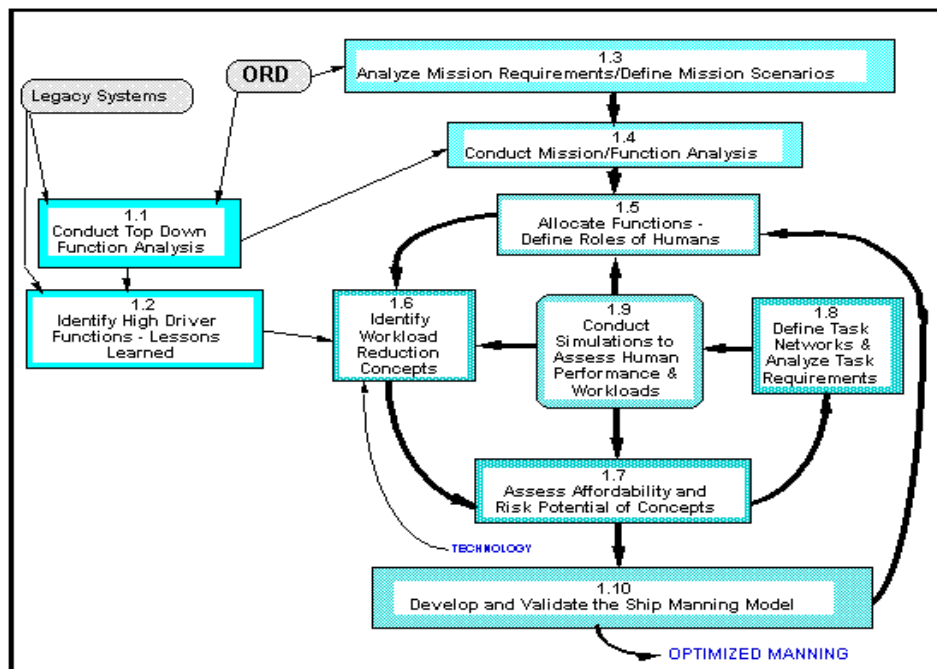 1.3
Analyze Mission Requirements/Define Mission Scenarios
ORD
Legacy Systems
1.4
Conduct Mission/Function Analysis
1.1
Conduct Top Down
Function Analysis
1.5
Allocate Functions -
Define Roles of Humans
1.2
Identify High Driver
Functions - Lessons
Learned
1.6
Identify
Workload
Reduction
Concepts
1.9
Conduct
Simulations to
Assess Human
Performance &
Workloads
1.8
Define Task
Networks &
Analyze Task
Requirements
1.7
Assess Affordability and
Risk Potential of Concepts
TECHNOLOGY
1.10
Develop and Validate the Ship Manning Model
OPTIMIZED MANNING